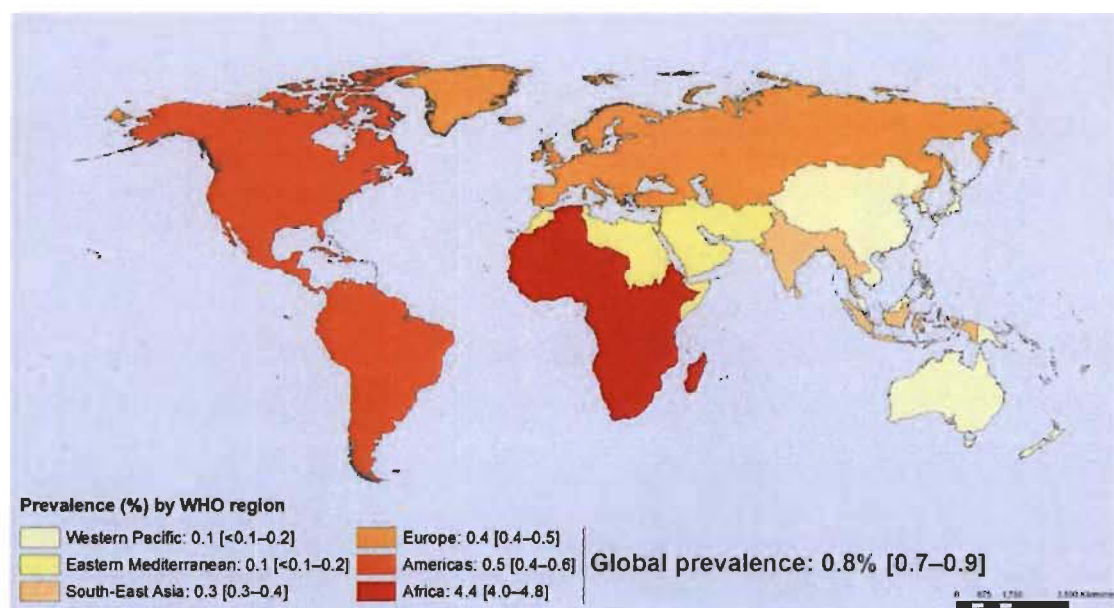 Prevalence (%) by WHO region
Western Pacific: 0.1 [<0.1–0.2]
Eastern Mediterranean: 0.1 [<0.1–0.2]
South-East Asia: 0.3 [0.3–0.4]
Europe: 0.4 [0.4–0.5]
Americas: 0.5 [0.4–0.6]
Africa: 4.4 [4.0–4.8]
Global prevalence: 0.8% [0.7–0.9]